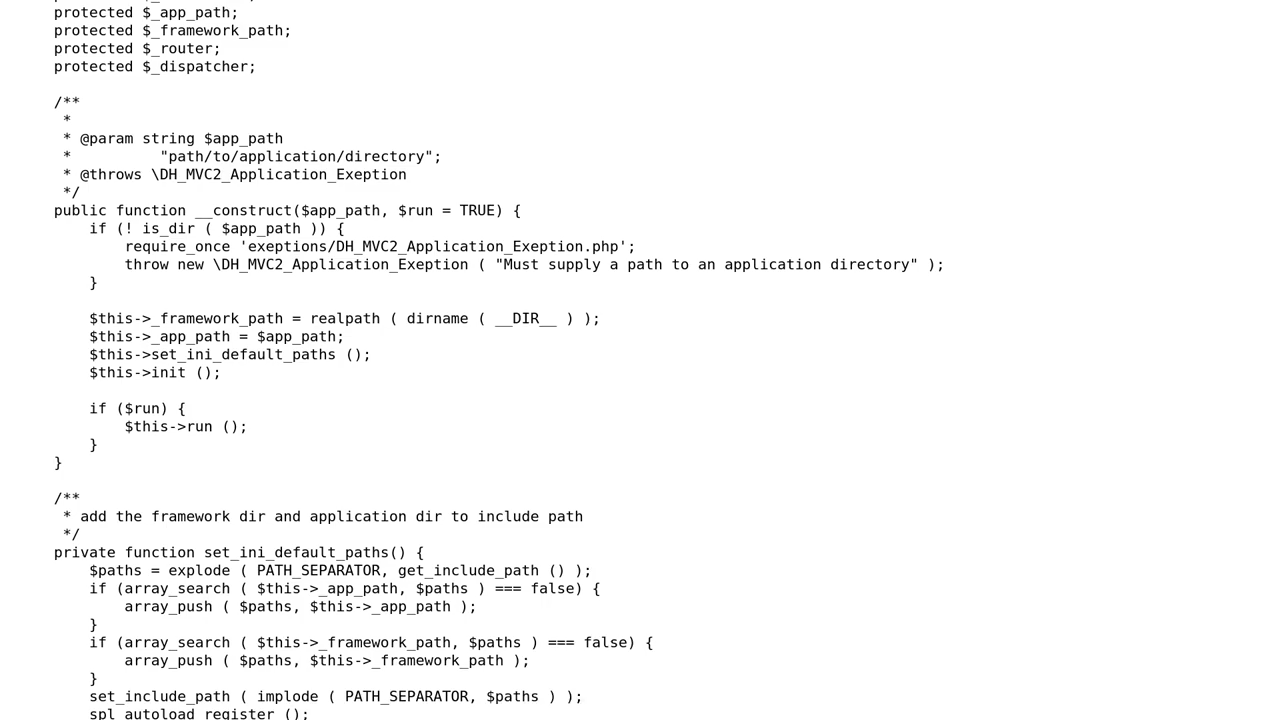 protected $_app_path;
protected $_framework_path;
protected $_router;
protected $_dispatcher;

/**
 *
 * @param string $app_path
 *          "path/to/application/directory";
 * @throws \DH_MVC2_Application_Exeption
 */
public function __construct($app_path, $run = TRUE) {
    if (! is_dir ( $app_path )) {
        require_once 'exeptions/DH_MVC2_Application_Exeption.php';
        throw new \DH_MVC2_Application_Exeption ( "Must supply a path to an application directory" );
    }

    $this->_framework_path = realpath ( dirname ( __DIR__ ) );
    $this->_app_path = $app_path;
    $this->set_ini_default_paths ();
    $this->init ();

    if ($run) {
        $this->run ();
    }
}

/**
 * add the framework dir and application dir to include path
 */
private function set_ini_default_paths() {
    $paths = explode ( PATH_SEPARATOR, get_include_path () );
    if (array_search ( $this->_app_path, $paths ) === false) {
        array_push ( $paths, $this->_app_path );
    }
    if (array_search ( $this->_framework_path, $paths ) === false) {
        array_push ( $paths, $this->_framework_path );
    }
    set_include_path ( implode ( PATH_SEPARATOR, $paths ) );
    spl_autoload_register ();